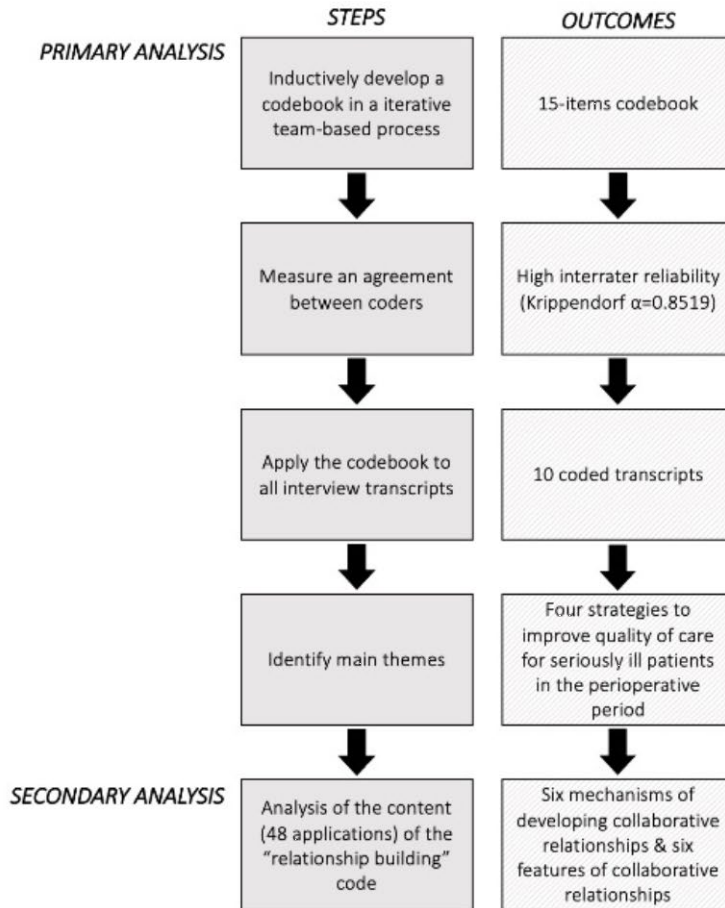 STEPS
OUTCOMES
PRIMARY ANALYSIS
Inductively develop a
codebook in a iterative
team-based process
15-items codebook
Measure an agreement
between coders
High interrater reliability
(Krippendorf α=0.8519)
Apply the codebook to
all interview transcripts
10 coded transcripts
Identify main themes
Four strategies to
improve quality of care
for seriously ill patients
in the perioperative
period
SECONDARY ANALYSIS
Analysis of the content
(48 applications) of the
“relationship building”
code
Six mechanisms of
developing collaborative
relationships & six
features of collaborative
relationships